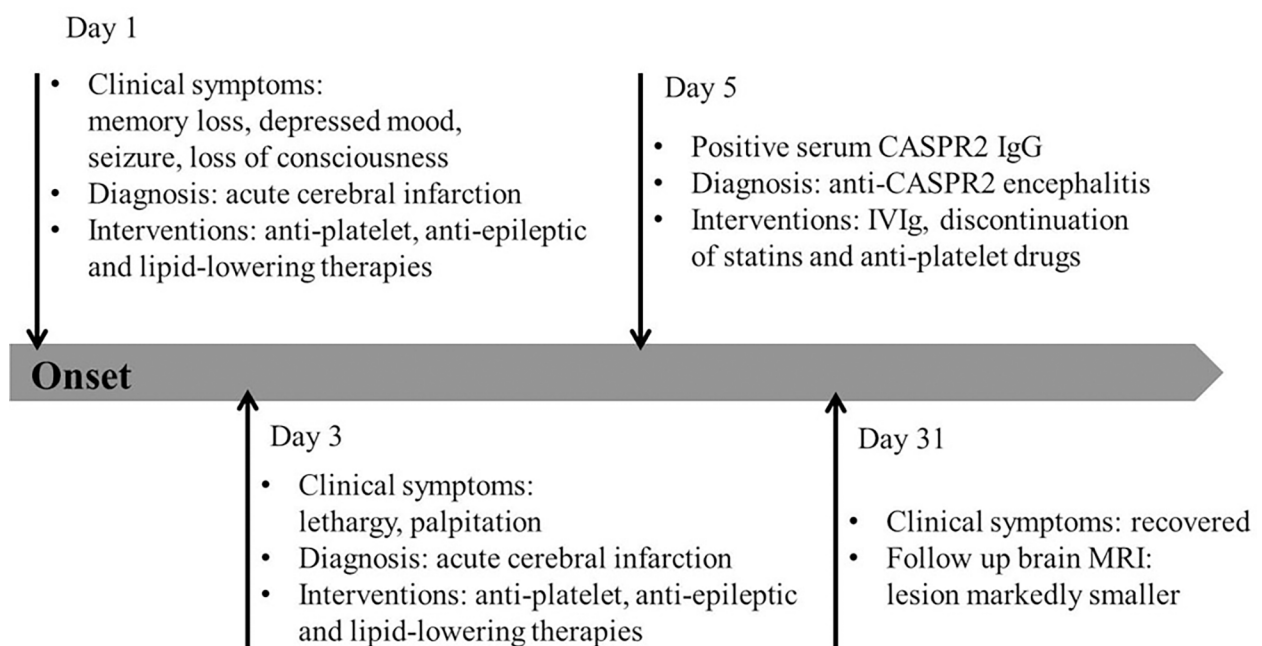 Day 1
• Clinical symptoms:
memory loss, depressed mood,
seizure, loss of consciousness
• Diagnosis: acute cerebral infarction
• Interventions: anti-platelet, anti-epileptic
and lipid-lowering therapies
Day 5
• Positive serum CASPR2 IgG
• Diagnosis: anti-CASPR2 encephalitis
• Interventions: IVIg, discontinuation
of statins and anti-platelet drugs
Onset
Day 3
• Clinical symptoms:
lethargy, palpitation
• Diagnosis: acute cerebral infarction
• Interventions: anti-platelet, anti-epileptic
and lipid-lowering therapies
Day 31
• Clinical symptoms: recovered
• Follow up brain MRI:
lesion markedly smaller